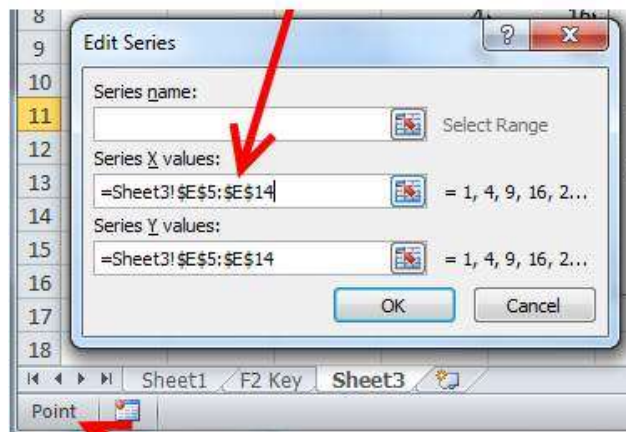 8 4 16
9
Edit Series
10
Series name:
11
Select Range
12
Series X values:
13
=Sheet3!$E$5:$E$14 = 1, 4, 9, 16, 2...
14
Series Y values:
15
=Sheet3!$E$5:$E$14 = 1, 4, 9, 16, 2...
16
OK Cancel
17
18
Sheet1 F2 Key Sheet3
Point